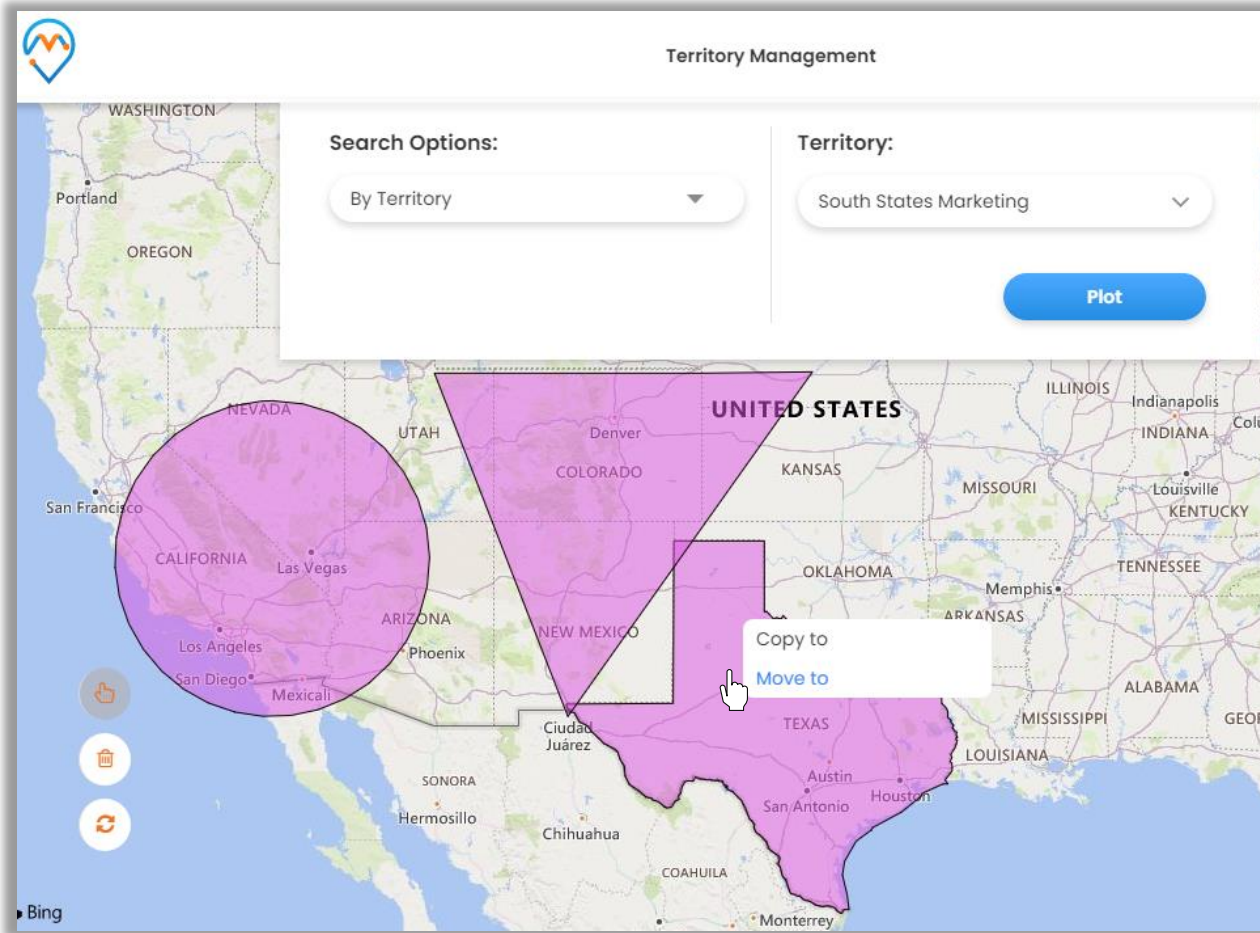 Territory Management
Search Options:
Territory:
By Territory
South States Marketing
Plot
WASHINGTON
Portland
OREGON
NEVADA
UTAH
Denver
COLORADO
UNITED STATES
KANSAS
ILLINOIS
Indianapolis
INDIANA
MISSOURI
Louisville
KENTUCKY
San Francisco
CALIFORNIA
Las Vegas
OKLAHOMA
TENNESSEE
Memphis
ARKANSAS
ARIZONA
NEW MEXICO
Los Angeles
Phoenix
Copy to
Move to
San Diego
Mexicali
ALABAMA
MISSISSIPPI
TEXAS
Ciudad
Juárez
LOUISIANA
Austin
San Antonio
Houston
SONORA
Hermosillo
Chihuahua
COAHUILA
Monterrey
Bing